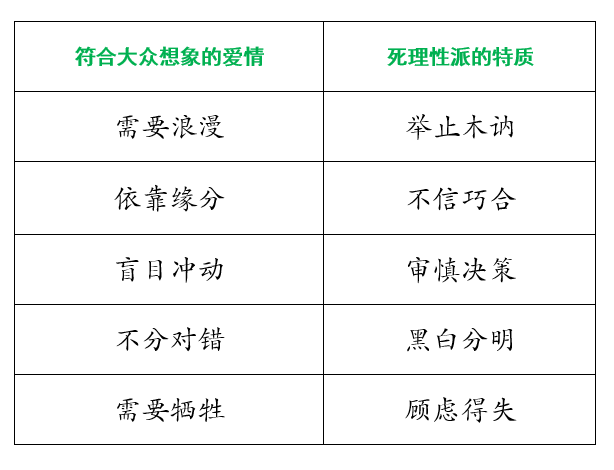 符合大众想象的爱情 死理性派的特质
需要浪漫 举止木讷
依靠缘分 不信巧合
盲目冲动 审慎决策
不分对错 黑白分明
需要牺牲 顾虑得失